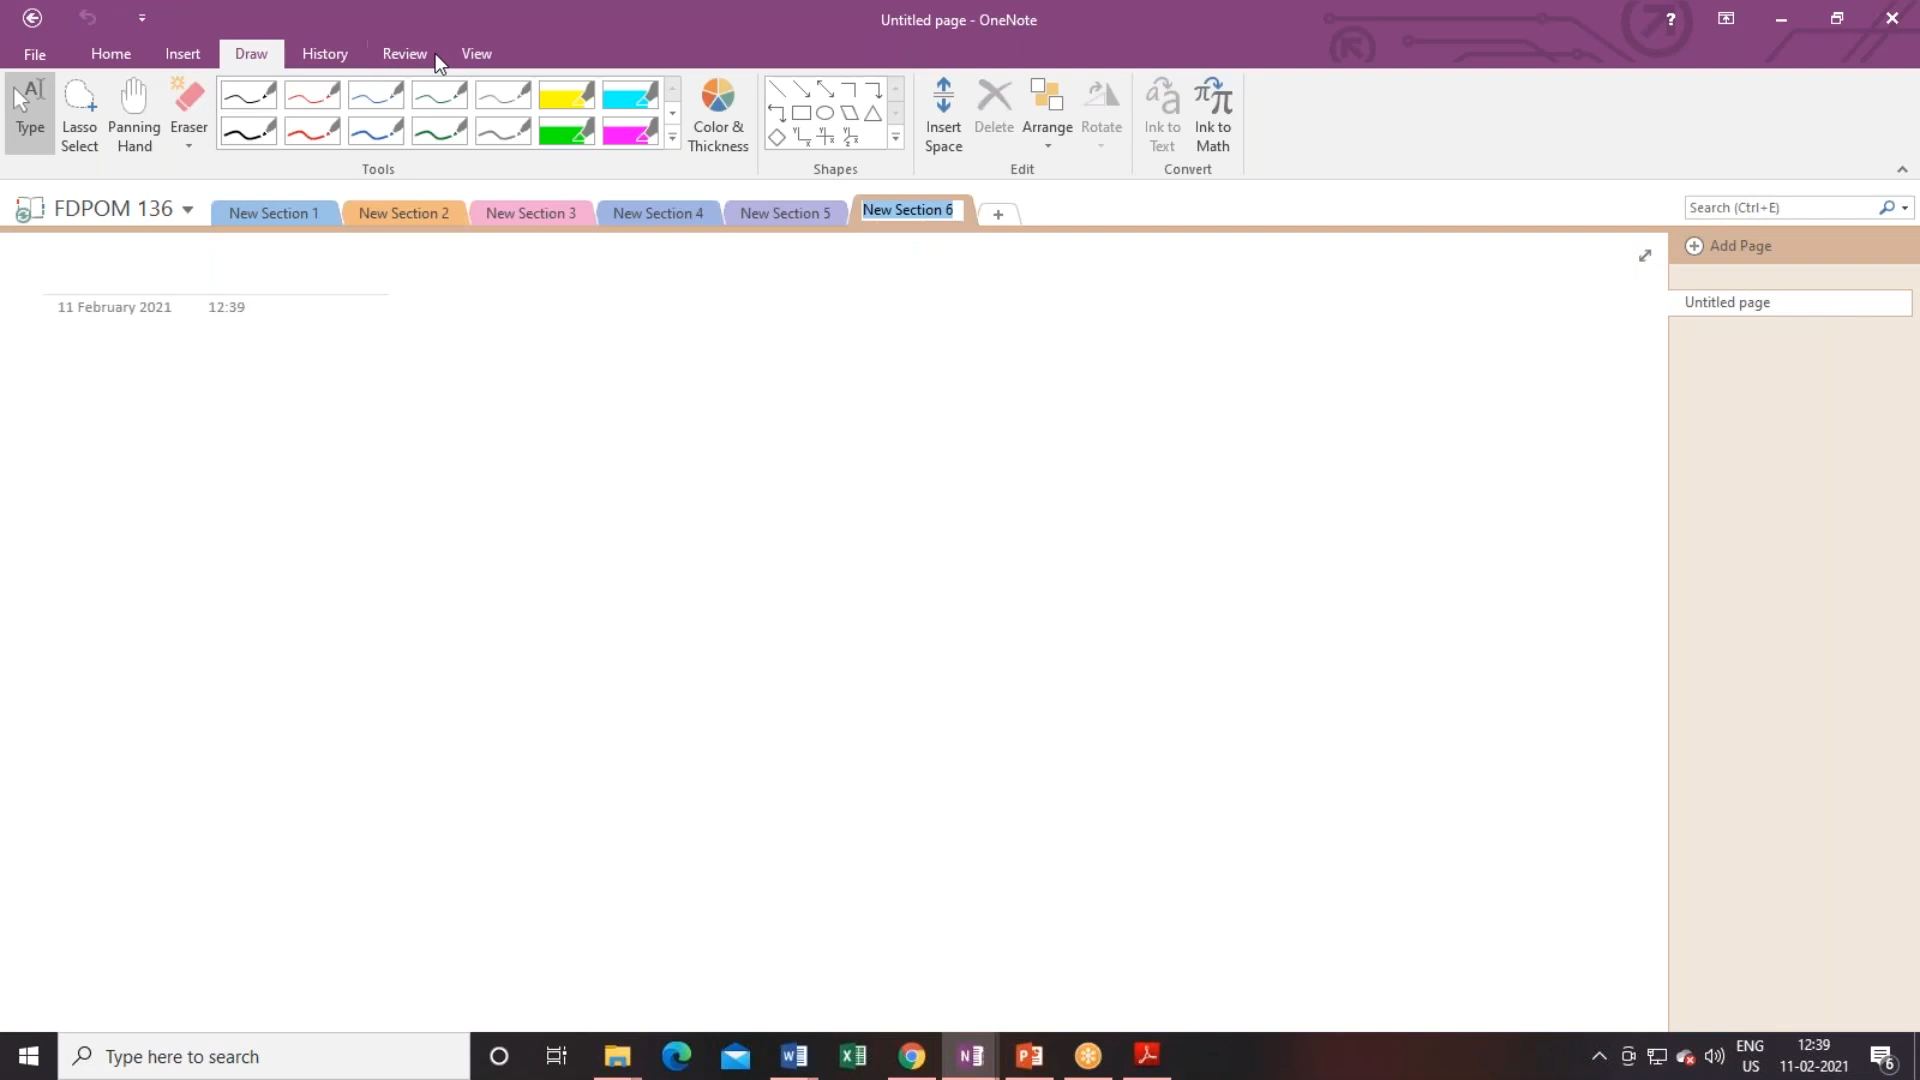 Untitled page - OneNote
?
File
Home
Insert
Draw
History
Review
View
Type
Lasso Select
Panning Hand
Eraser
Color & Thickness
Insert Space
Delete
Arrange
Rotate
Ink to Text
Ink to Math
Tools
Shapes
Edit
Convert
FDPOM 136
New Section 1
New Section 2
New Section 3
New Section 4
New Section 5
New Section 6
+
Search (Ctrl+E)
Add Page
Untitled page
11 February 2021
12:39
Type here to search
ENG
US
12:39
11-02-2021
6